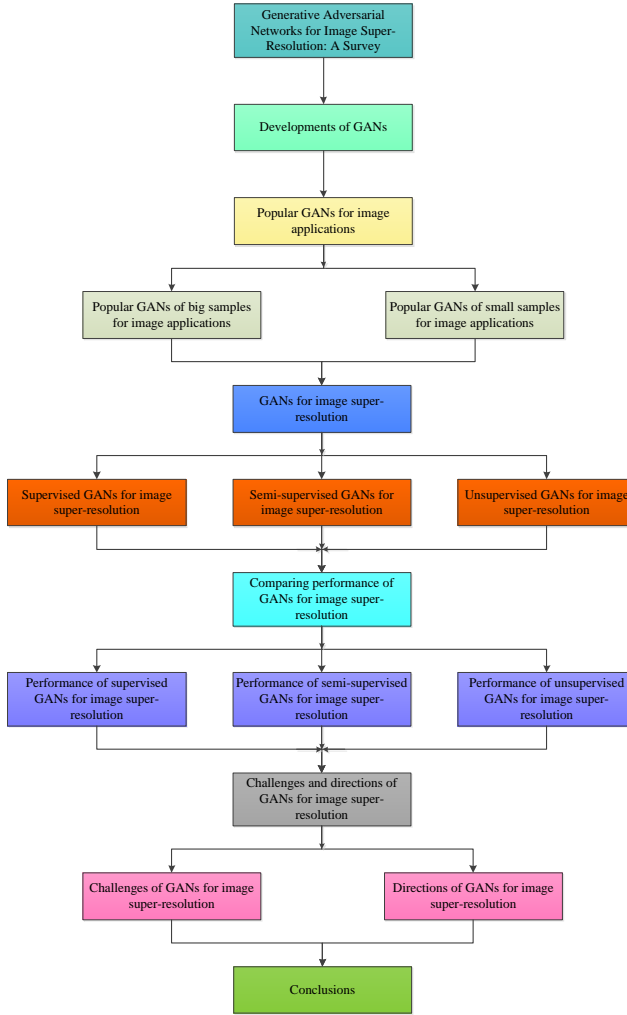 Generative Adversarial
Networks for Image Super-
Resolution: A Survey
Developments of GANs
Popular GANs for image
applications
Popular GANs of big samples
for image applications
Popular GANs of small samples
for image applications
GANs for image super-
resolution
Supervised GANs for image
super-resolution
Semi-supervised GANs for
image super-resolution
Unsupervised GANs for image
super-resolution
Comparing performance of
GANs for image super-
resolution
Performance of supervised
GANs for image super-
resolution
Performance of semi-supervised
GANs for image super-
resolution
Performance of unsupervised
GANs for image super-
resolution
Challenges and directions of
GANs for image super-
resolution
Challenges of GANs for image
super-resolution
Directions of GANs for image
super-resolution
Conclusions